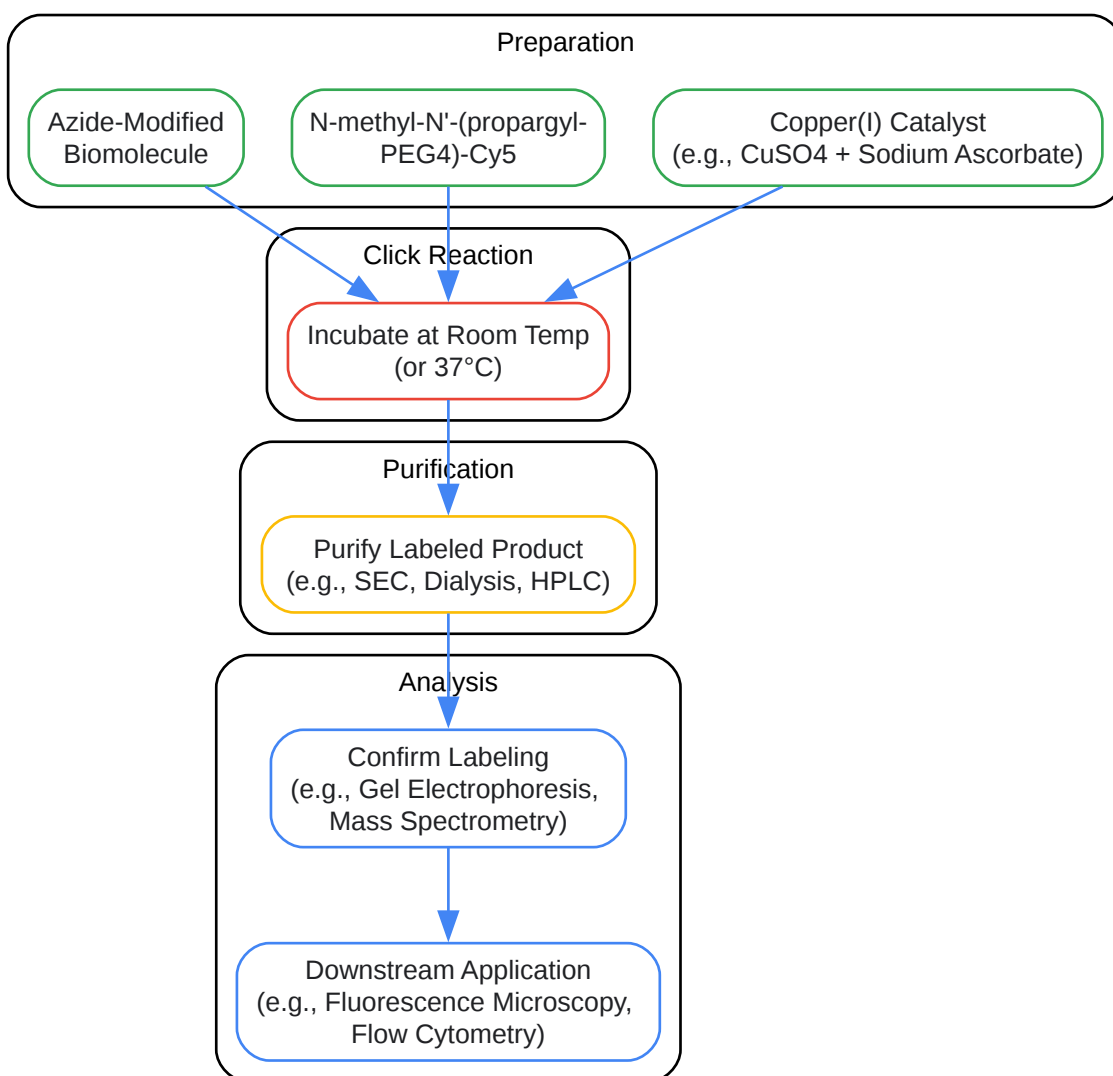 Preparation
Azide-Modified
Biomolecule
N-methyl-N'-(propargyl-
PEG4)-Cy5
Copper(I) Catalyst
(e.g., CuSO4 + Sodium Ascorbate)
Click Reaction
Incubate at Room Temp
(or 37°C)
Purification
Purify Labeled Product
(e.g., SEC, Dialysis, HPLC)
Analysis
Confirm Labeling
(e.g., Gel Electrophoresis,
Mass Spectrometry)
Downstream Application
(e.g., Fluorescence Microscopy,
Flow Cytometry)